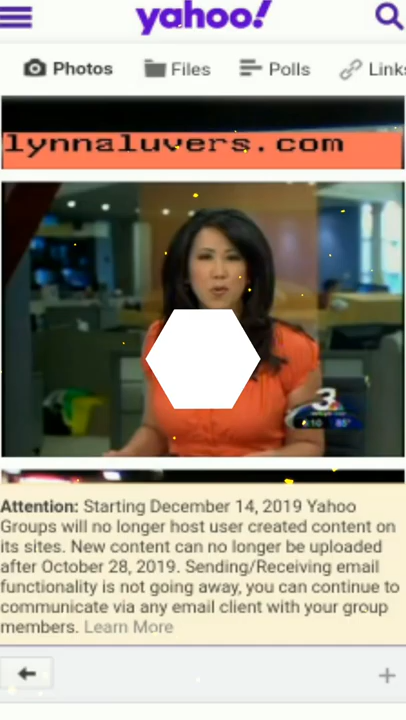 yahoo!
Photos Files Polls Links
lynnaluvers.com
3
6:10 85°
Attention: Starting December 14, 2019 Yahoo
Groups will no longer host user created content on
its sites. New content can no longer be uploaded
after October 28, 2019. Sending/Receiving email
functionality is not going away, you can continue to
communicate via any email client with your group
members. Learn More